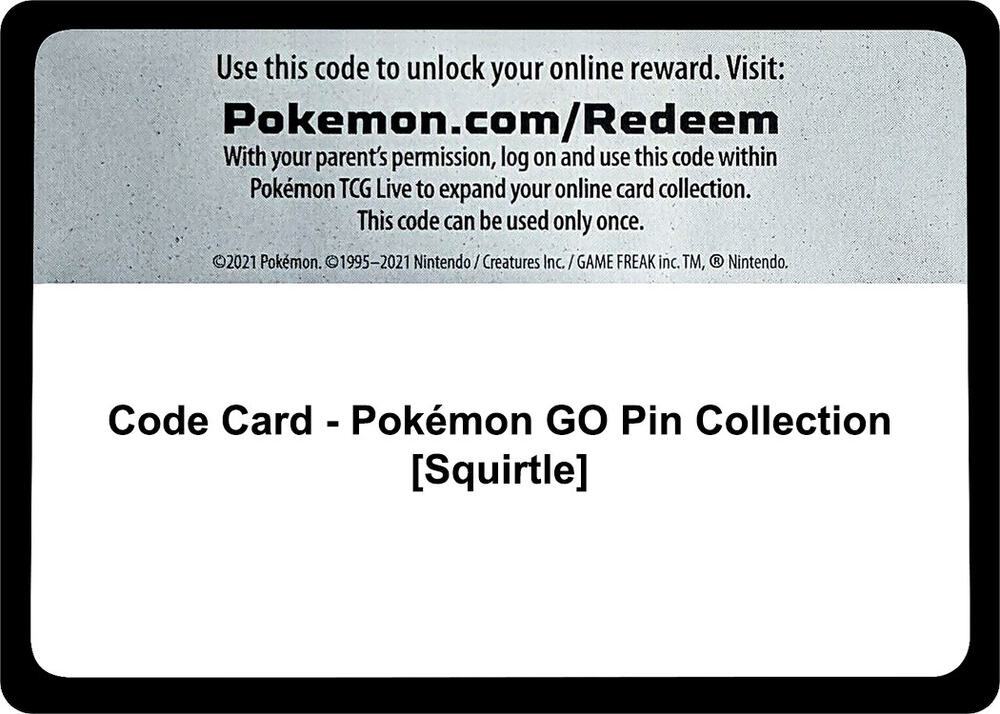 Use this code to unlock your online reward. Visit:
Pokemon.com/Redeem
With your parent's permission, log on and use this code within
Pokémon TCG Live to expand your online card collection.
This code can be used only once.
©2021 Pokémon. ©1995–2021 Nintendo / Creatures Inc. / GAME FREAK inc. TM, ® Nintendo.
Code Card - Pokémon GO Pin Collection
[Squirtle]